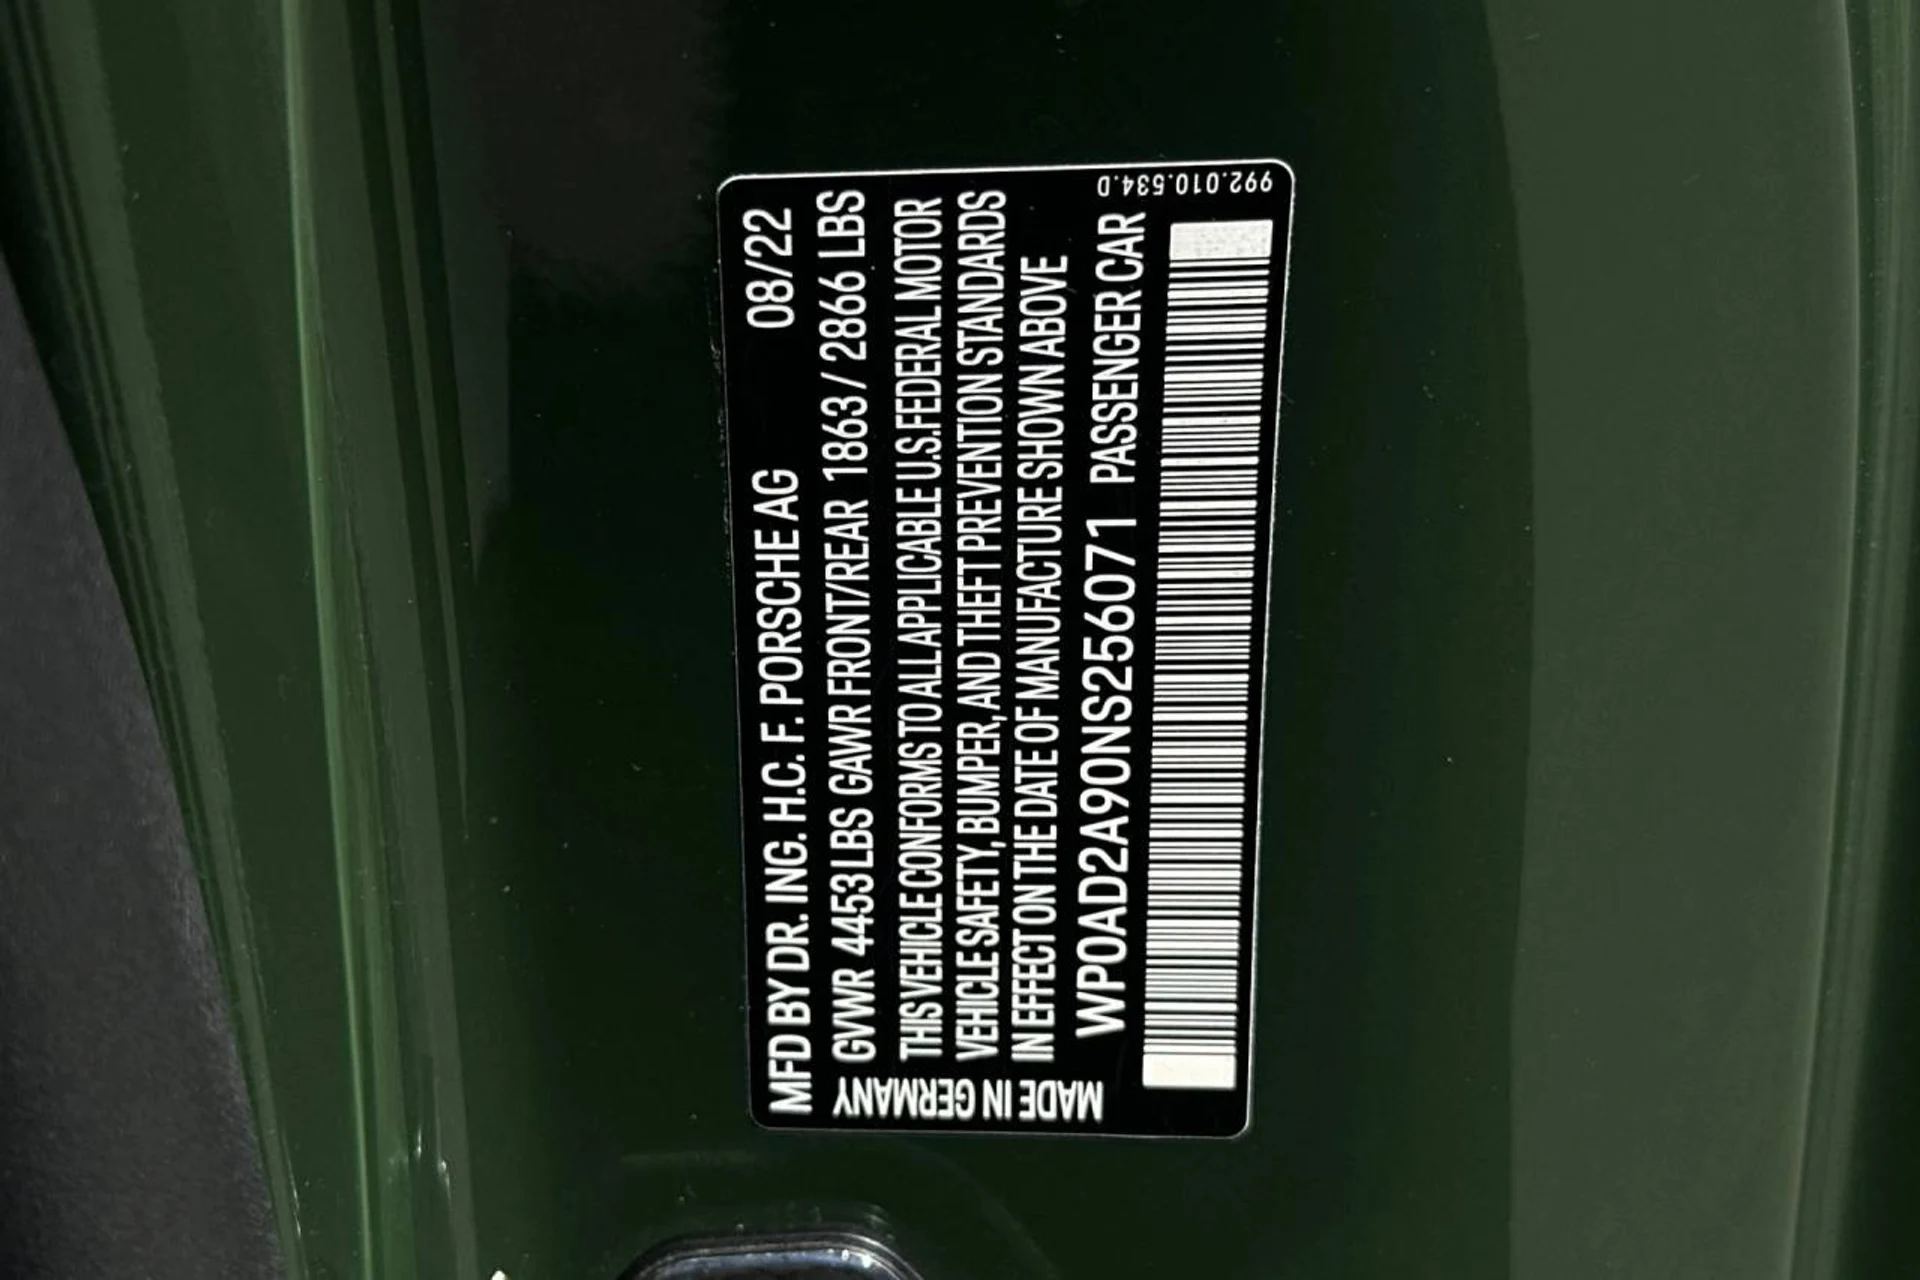 MFD BY DR. ING. H.C. F. PORSCHE AG 08/22
GVWR 4453 LBS GAWR FRONT/REAR 1863 / 2866 LBS
THIS VEHICLE CONFORMS TO ALL APPLICABLE U.S. FEDERAL MOTOR
VEHICLE SAFETY, BUMPER, AND THEFT PREVENTION STANDARDS
IN EFFECT ON THE DATE OF MANUFACTURE SHOWN ABOVE
WP0AD2A90NS256071 PASSENGER CAR
MADE IN GERMANY
992.010.534.D